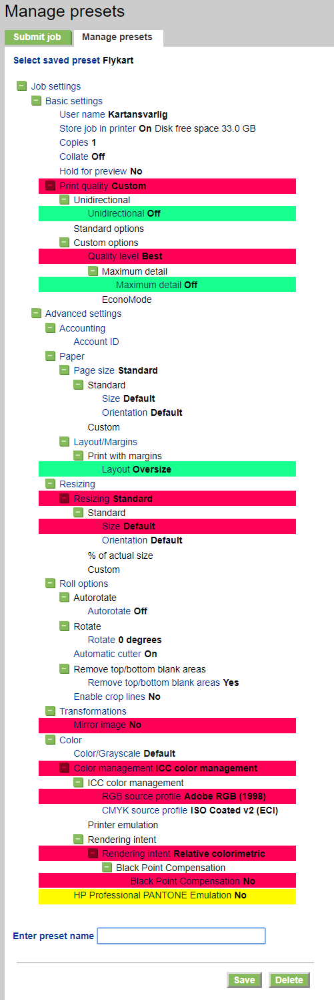 Manage presets
Submit job Manage presets
Select saved preset Flykart
Job settings
Basic settings
User name Kartansvarlig
Store job in printer On Disk free space 33.0 GB
Copies 1
Collate Off
Hold for preview No
Print quality Custom
Unidirectional
Unidirectional Off
Standard options
Custom options
Quality level Best
Maximum detail
Maximum detail Off
EconoMode
Advanced settings
Accounting
Account ID
Paper
Page size Standard
Standard
Size Default
Orientation Default
Custom
Layout/Margins
Print with margins
Layout Oversize
Resizing
Resizing Standard
Standard
Size Default
Orientation Default
% of actual size
Custom
Roll options
Autorotate
Autorotate Off
Rotate
Rotate 0 degrees
Automatic cutter On
Remove top/bottom blank areas
Remove top/bottom blank areas Yes
Enable crop lines No
Transformations
Mirror image No
Color
Color/Grayscale Default
Color management ICC color management
ICC color management
RGB source profile Adobe RGB (1998)
CMYK source profile ISO Coated v2 (ECI)
Printer emulation
Rendering intent
Rendering intent Relative colorimetric
Black Point Compensation
Black Point Compensation No
HP Professional PANTONE Emulation No
Enter preset name
Save Delete